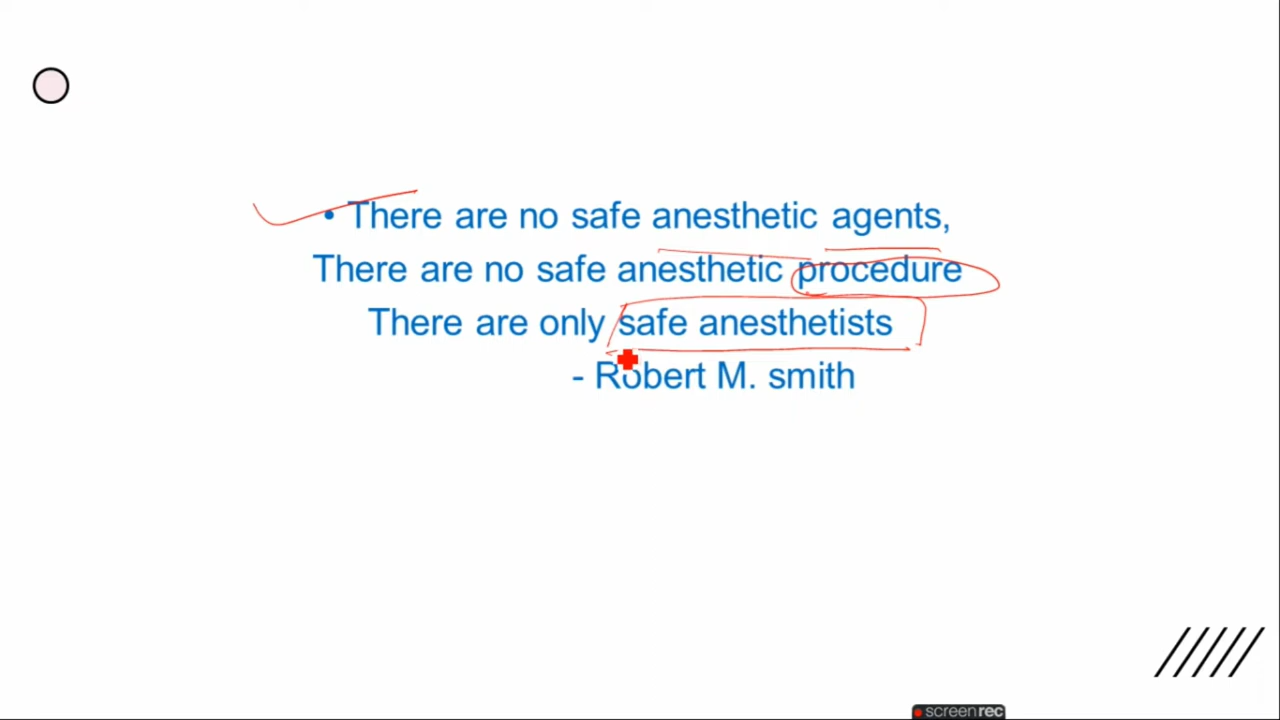 • There are no safe anesthetic agents,
There are no safe anesthetic procedure
There are only safe anesthetists
- Robert M. smith
screenrec